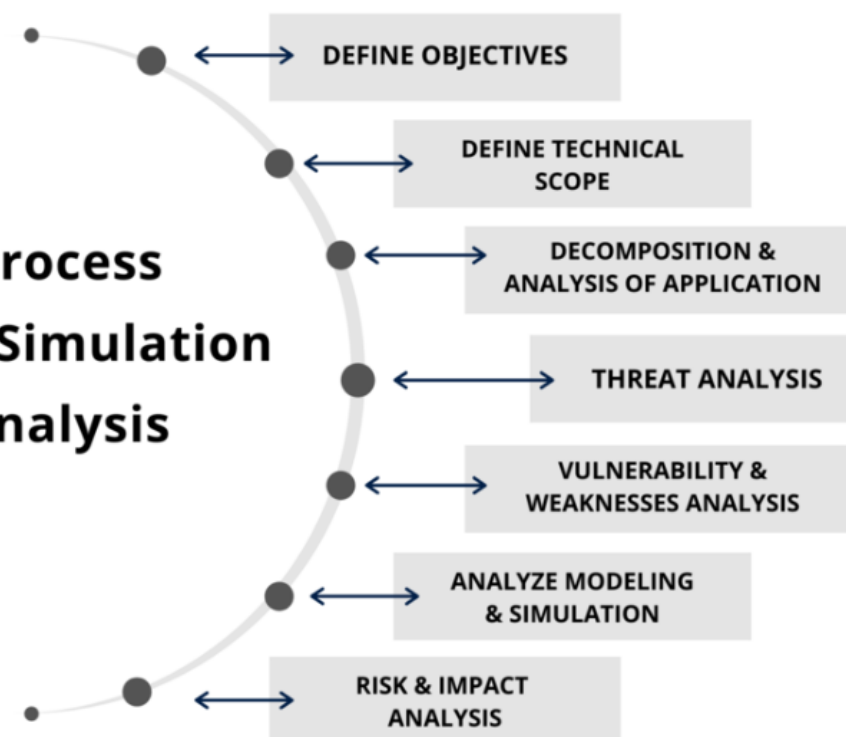 rocess
Simulation
nalysis
DEFINE OBJECTIVES
DEFINE TECHNICAL
SCOPE
DECOMPOSITION &
ANALYSIS OF APPLICATION
THREAT ANALYSIS
VULNERABILITY &
WEAKNESSES ANALYSIS
ANALYZE MODELING
& SIMULATION
RISK & IMPACT
ANALYSIS